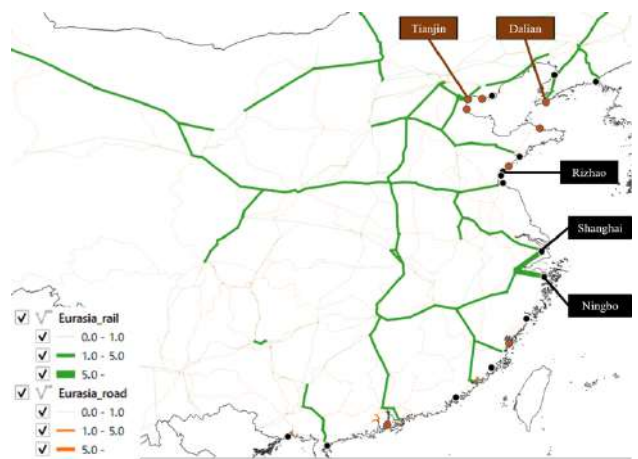 Tianjin
Dalian
Rizhao
Shanghai
Ningbo
Eurasia_rail
0.0 - 1.0
1.0 - 5.0
5.0 -
Eurasia_road
0.0 - 1.0
1.0 - 5.0
5.0 -